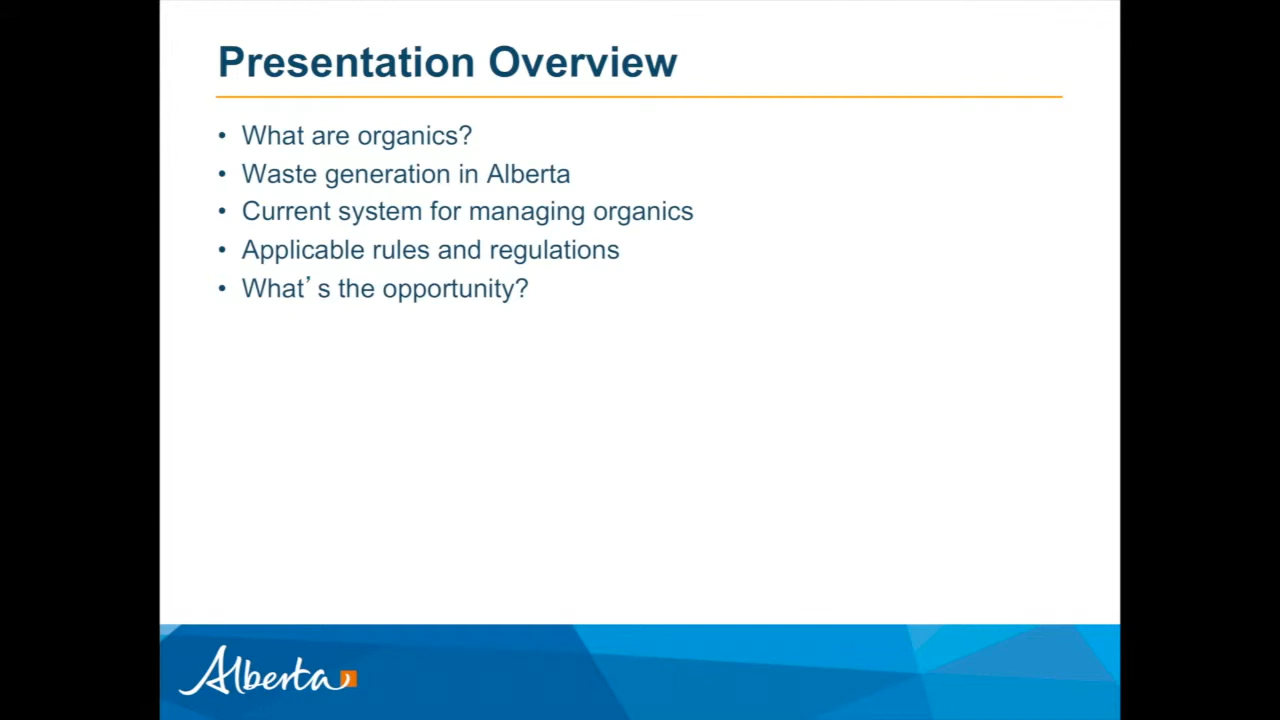 Presentation Overview
• What are organics?
• Waste generation in Alberta
• Current system for managing organics
• Applicable rules and regulations
• What’s the opportunity?
Alberta